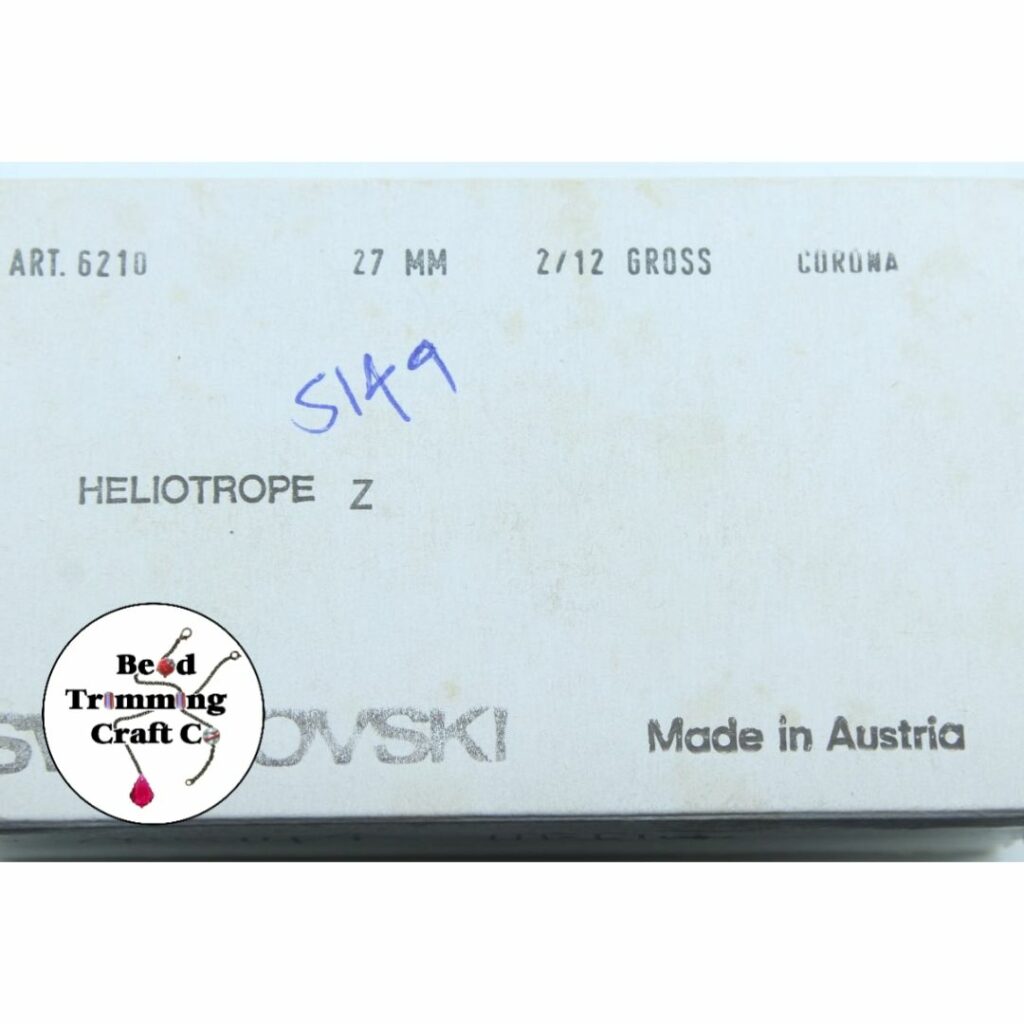 ART. 6210 27 MM 2/12 GROSS CORONA
5149
HELIOTROPE Z
Bead
Trimming
Craft Co
Made in Austria